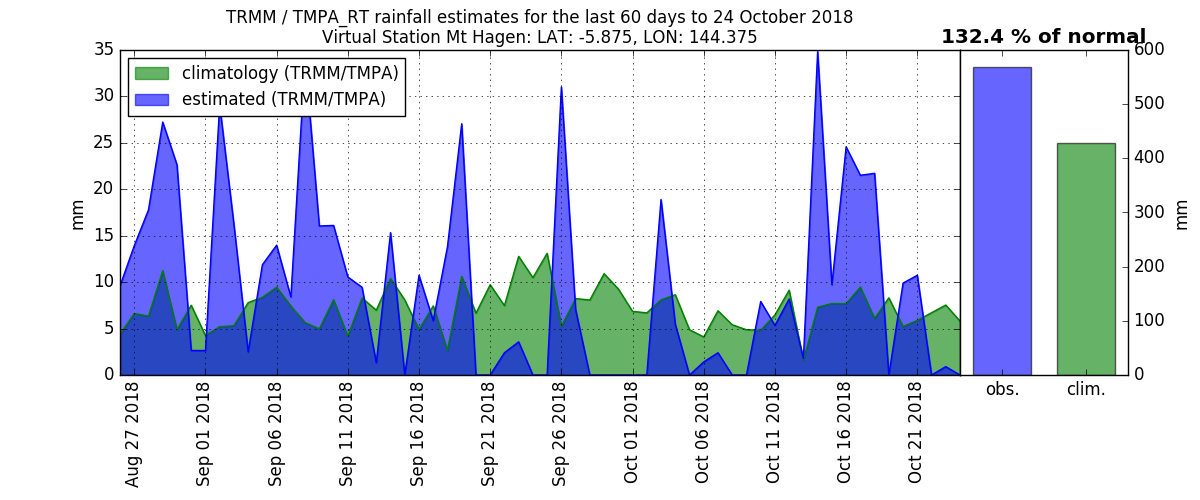 TRMM / TMPA_RT rainfall estimates for the last 60 days to 24 October 2018
Virtual Station Mt Hagen: LAT: -5.875, LON: 144.375
132.4 % of normal
climatology (TRMM/TMPA)
estimated (TRMM/TMPA)
35
30
25
20
15
10
5
0
mm
600
500
400
300
200
100
0
mm
Aug 27 2018
Sep 01 2018
Sep 06 2018
Sep 11 2018
Sep 16 2018
Sep 21 2018
Sep 26 2018
Oct 01 2018
Oct 06 2018
Oct 11 2018
Oct 16 2018
Oct 21 2018
obs.
clim.